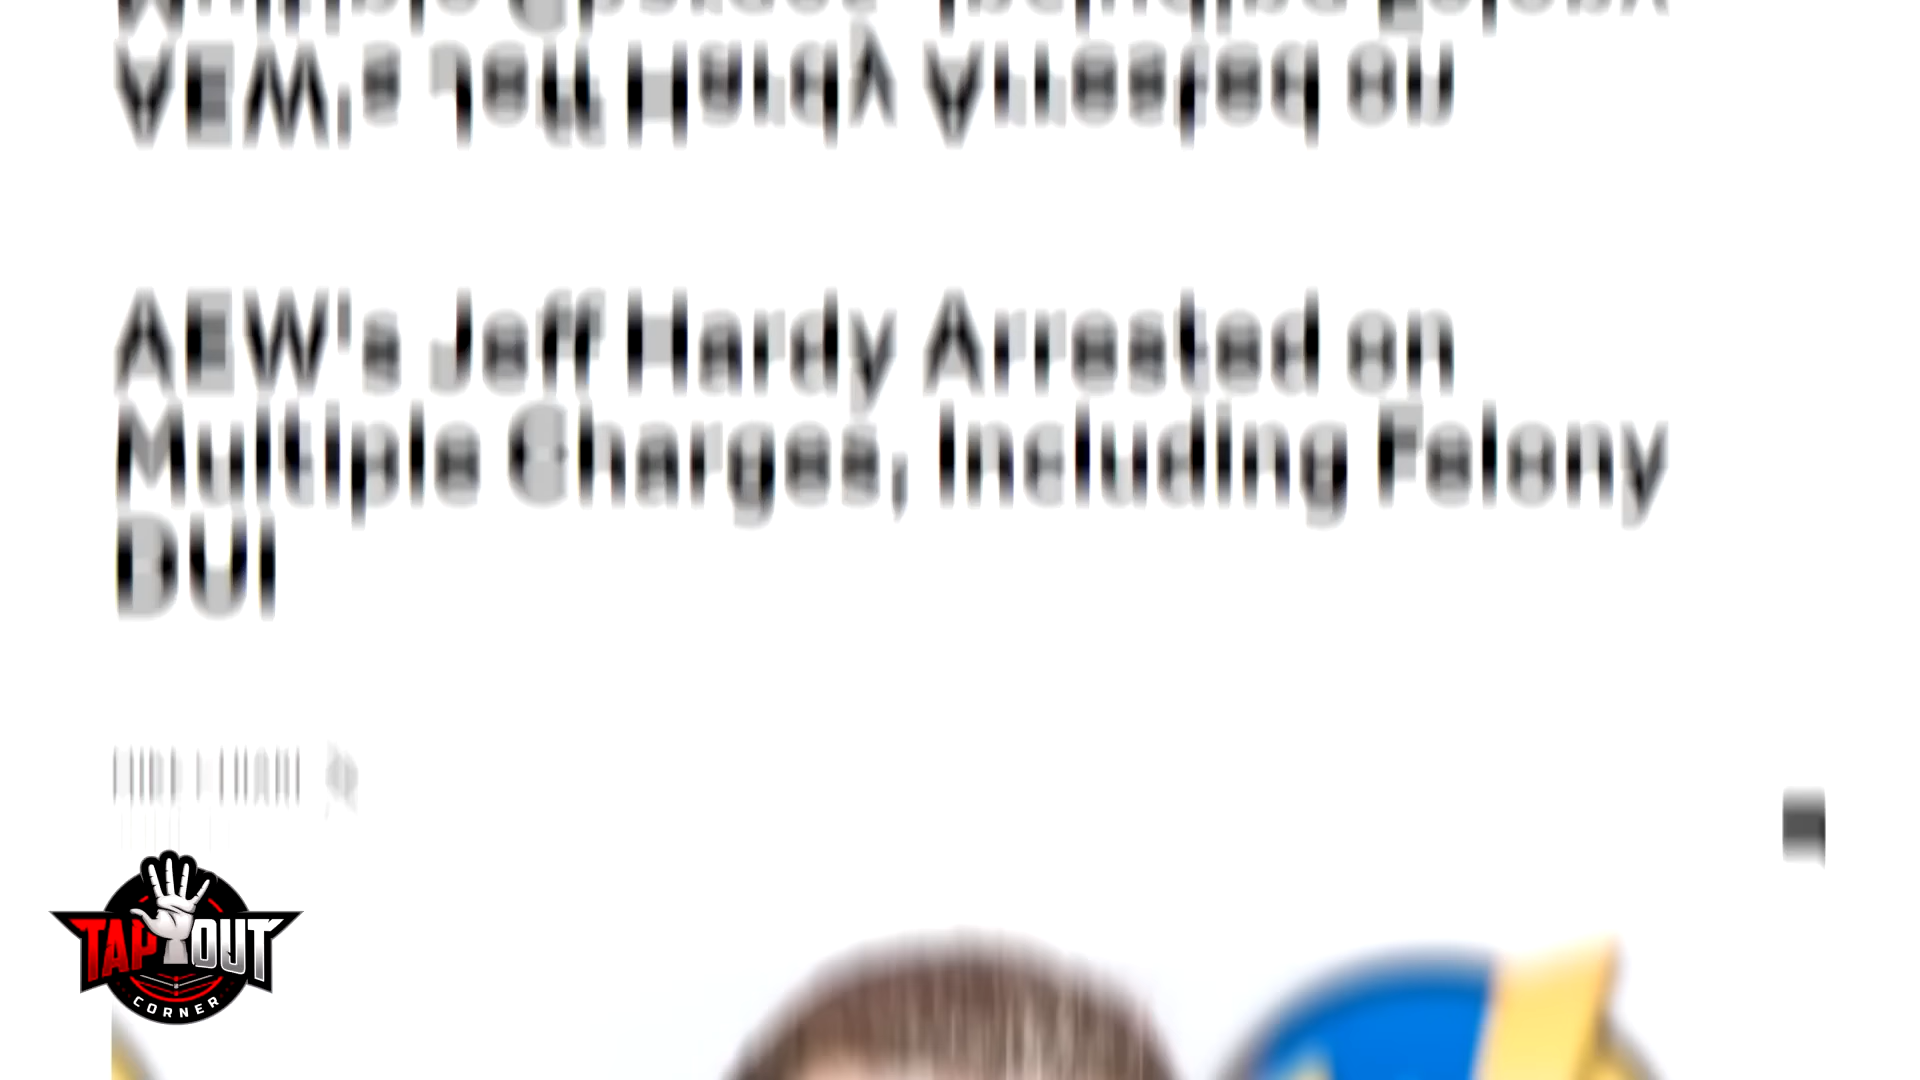 AEW's Jeff Hardy Arrested on
Multiple Charges, Including Felony
DUI
TAP OUT
CORNER